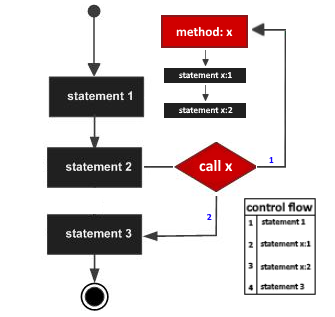 method: x
statement x:1
statement x:2
statement 1
statement 2
call x
1
2
statement 3
control flow
1 statement 1
2 statement x:1
3 statement x:2
4 statement 3